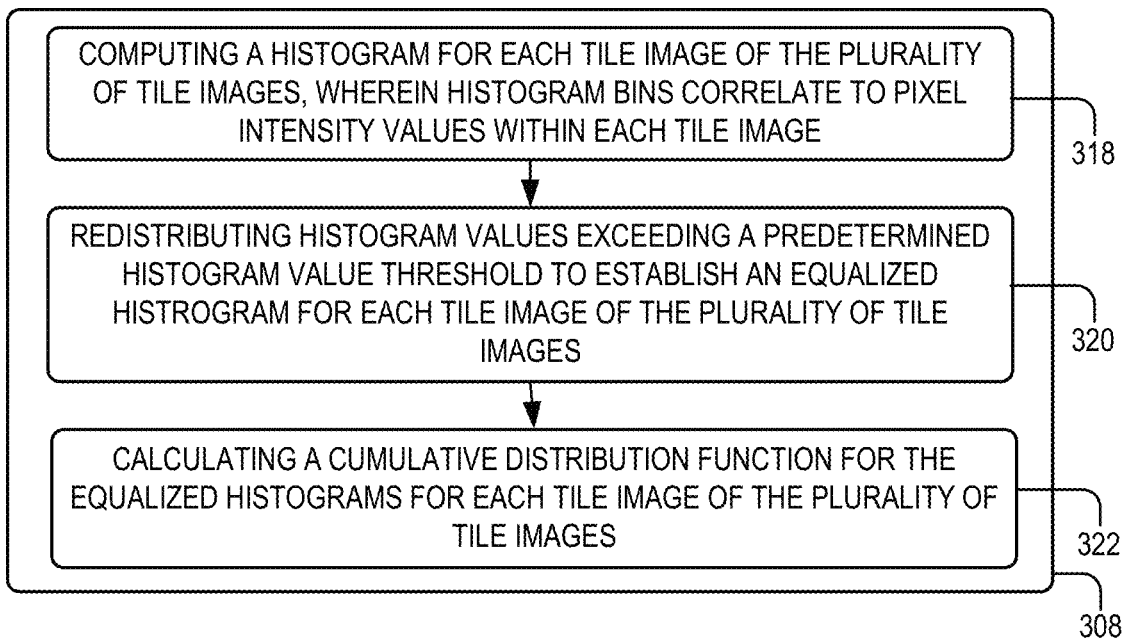 COMPUTING A HISTOGRAM FOR EACH TILE IMAGE OF THE PLURALITY
OF TILE IMAGES, WHEREIN HISTOGRAM BINS CORRELATE TO PIXEL
INTENSITY VALUES WITHIN EACH TILE IMAGE
318
REDISTRIBUTING HISTOGRAM VALUES EXCEEDING A PREDETERMINED
HISTOGRAM VALUE THRESHOLD TO ESTABLISH AN EQUALIZED
HISTROGRAM FOR EACH TILE IMAGE OF THE PLURALITY OF TILE
IMAGES
320
CALCULATING A CUMULATIVE DISTRIBUTION FUNCTION FOR THE
EQUALIZED HISTOGRAMS FOR EACH TILE IMAGE OF THE PLURALITY OF
TILE IMAGES
322
308